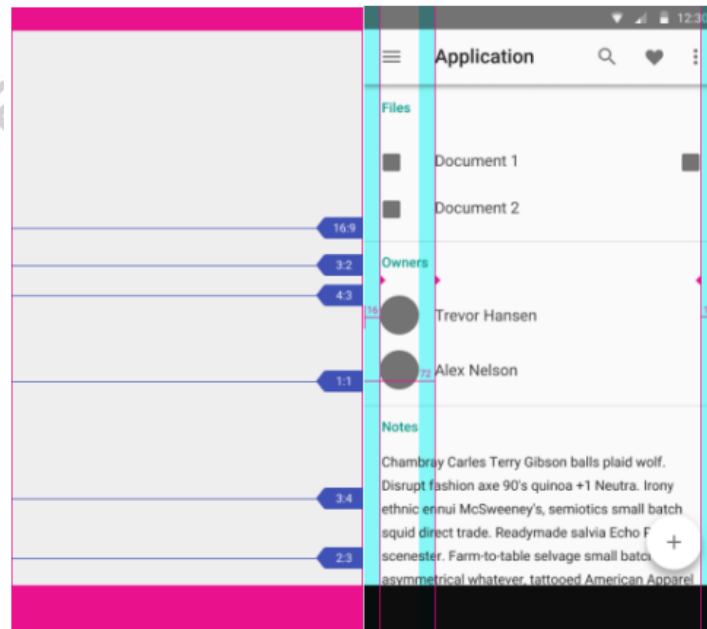 16:9
3:2
4:3
1:1
3:4
2:3
12:30
Application
Files
Document 1
Document 2
Owners
16
Trevor Hansen
72
Alex Nelson
Notes
Chambray Carles Terry Gibson balls plaid wolf.
Disrupt fashion axe 90's quinoa +1 Neutra. Irony
ethnic ennui McSweeney's, semiotics small batch
squid direct trade. Readymade salvia Echo
scenester. Farm-to-table selvage small
asymmetrical whatever, tattooed American Apparel